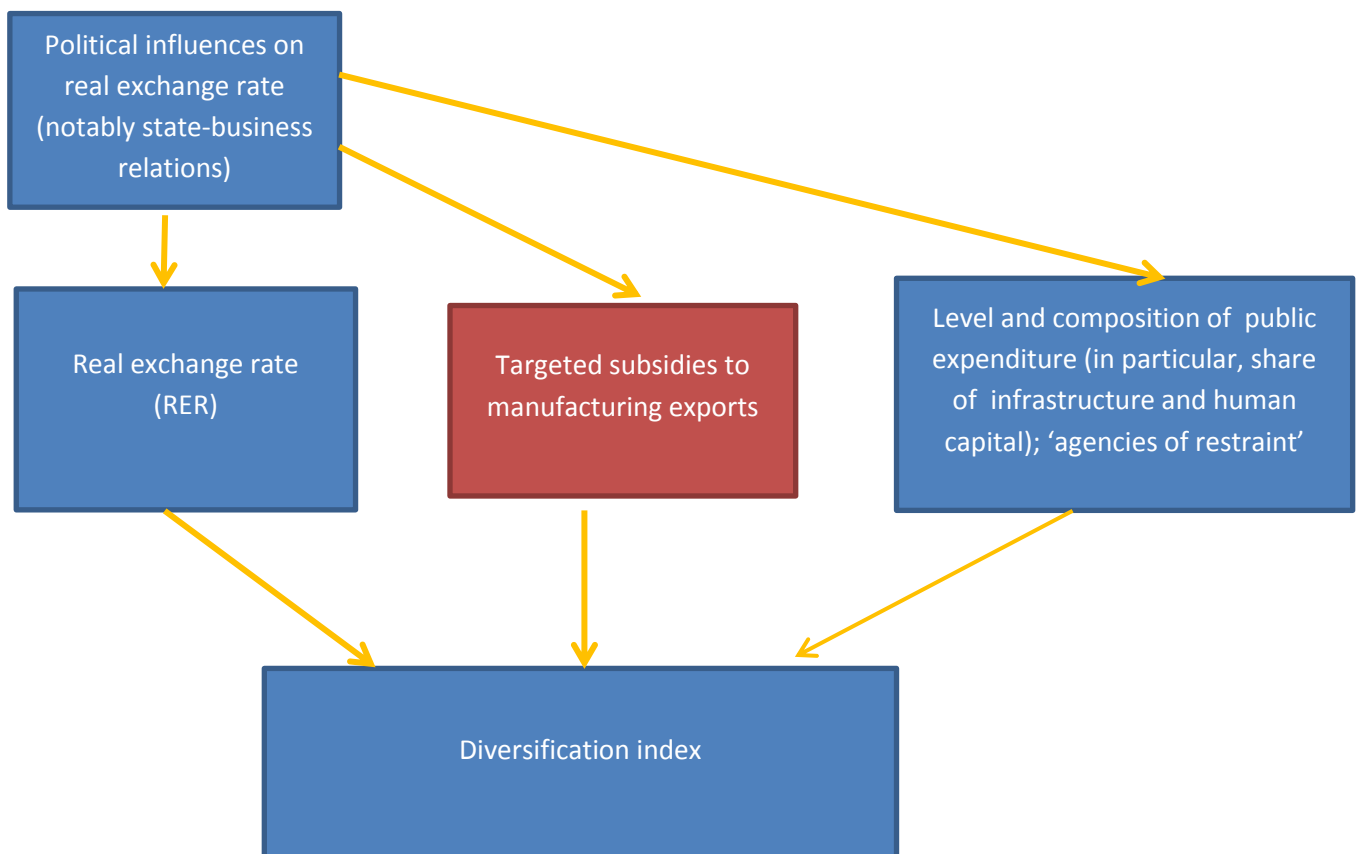 Political influences on
real exchange rate
(notably state-business
relations)
Real exchange rate
(RER)
Targeted subsidies to
manufacturing exports
Level and composition of public
expenditure (in particular, share
of infrastructure and human
capital); ‘agencies of restraint’
Diversification index